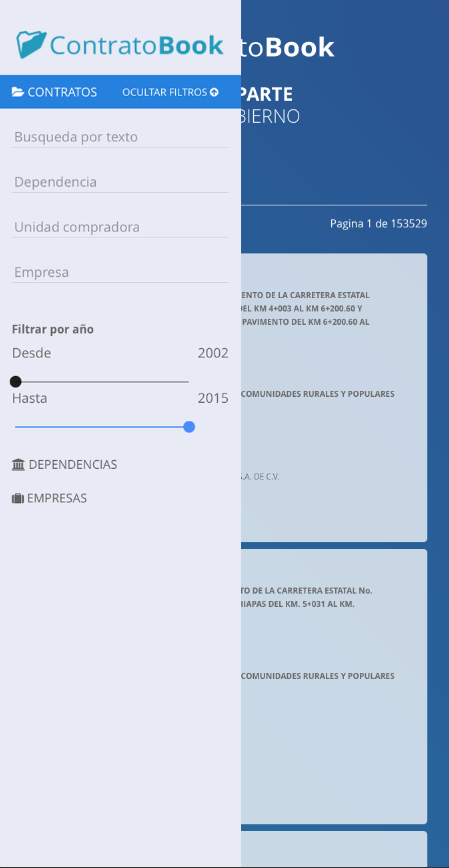 ContratoBook
CONTRATOS OCULTAR FILTROS
Busqueda por texto
Dependencia
Unidad compradora
Empresa
Filtrar por año
Desde 2002
Hasta 2015
DEPENDENCIAS
EMPRESAS
toBook
PARTE
BIERNO
Pagina 1 de 153529
ENTO DE LA CARRETERA ESTATAL
DEL KM 4+003 AL KM 6+200.60 Y
PAVIMENTO DEL KM 6+200.60 AL
COMUNIDADES RURALES Y POPULARES
S.A. DE C.V.
TO DE LA CARRETERA ESTATAL No.
HIAPAS DEL KM. 5+031 AL KM.
COMUNIDADES RURALES Y POPULARES